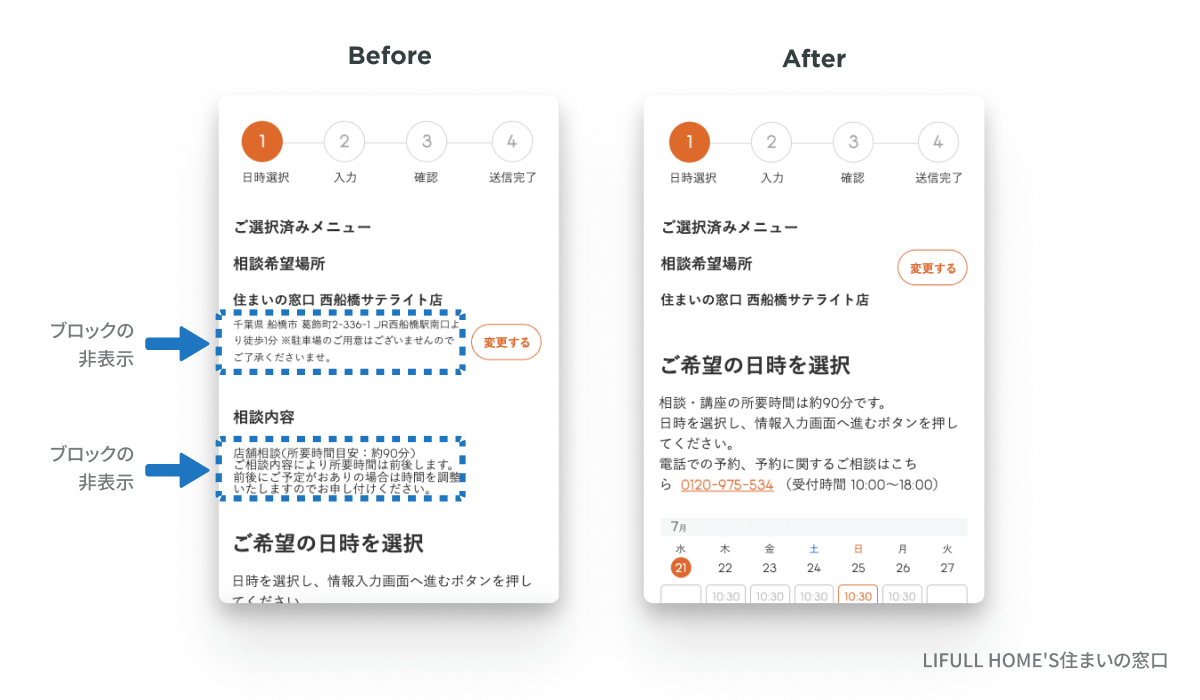 Before
1
2
3
4
日時選択
入力
確認
送信完了
ご選択済みメニュー
相談希望場所
住まいの窓口 西船橋サテライト店
千葉県 船橋市 葛飾町2-336-1 JR西船橋駅南口よ
り徒歩1分 ※駐車場のご用意はございませんので
ご了承くださいませ。
変更する
相談内容
店舗相談(所要時間目安：約90分)
ご相談内容により所要時間は前後します。
前後にご予定がおありの場合は時間を調整
いたしますのでお申し付けください。
ご希望の日時を選択
日時を選択し、情報入力画面へ進むボタンを押し
てください
ブロックの
非表示
ブロックの
非表示
After
1
2
3
4
日時選択
入力
確認
送信完了
ご選択済みメニュー
相談希望場所
変更する
住まいの窓口 西船橋サテライト店
ご希望の日時を選択
相談・講座の所要時間は約90分です。
日時を選択し、情報入力画面へ進むボタンを押し
てください。
電話での予約、予約に関するご相談はこち
ら 0120-975-534 （受付時間 10:00〜18:00）
7月
水 木 金 土 日 月 火
21 22 23 24 25 26 27
10:30 10:30 10:30 10:30 10:30
LIFULL HOME'S住まいの窓口